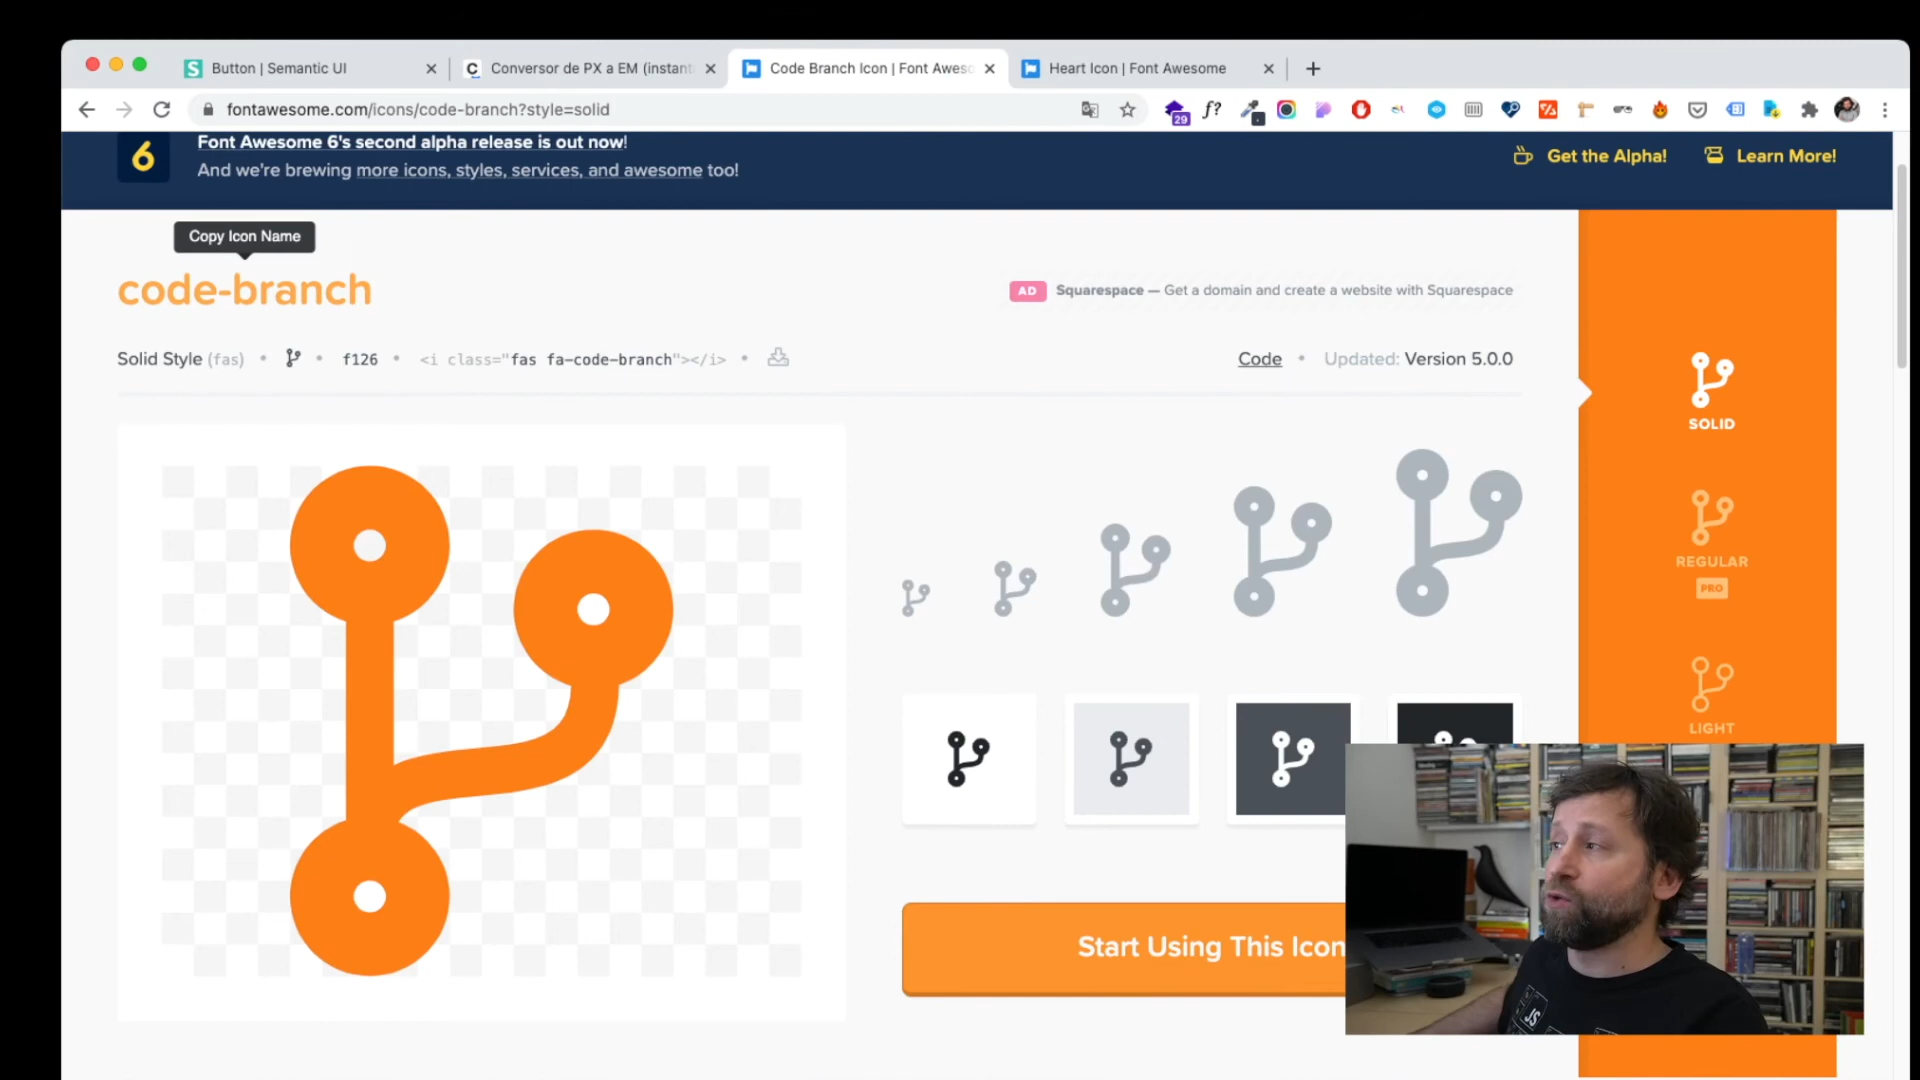 Button | Semantic UI
Conversor de PX a EM (instant
Code Branch Icon | Font Aweso
Heart Icon | Font Awesome
fontawesome.com/icons/code-branch?style=solid
29
f?
6
Font Awesome 6's second alpha release is out now!
And we're brewing more icons, styles, services, and awesome too!
Get the Alpha!
Learn More!
Copy Icon Name
code-branch
AD Squarespace — Get a domain and create a website with Squarespace
Solid Style (fas) • • f126 • <i class="fas fa-code-branch"></i> •
Code • Updated: Version 5.0.0
SOLID
REGULAR
PRO
LIGHT
Start Using This Icon
JS